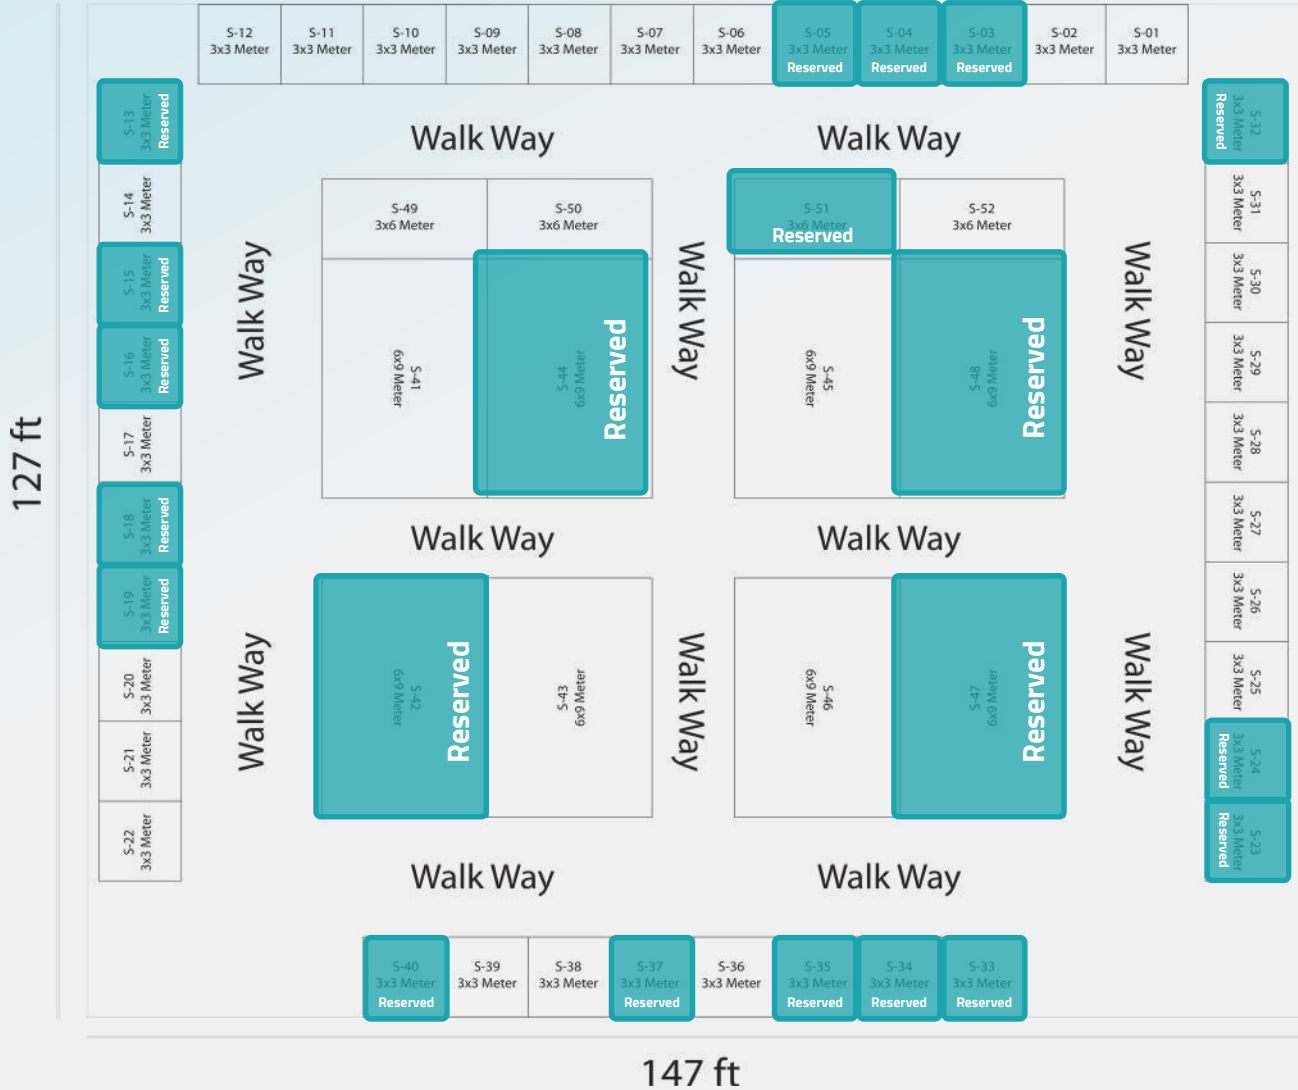 S-12
3x3 Meter
S-11
3x3 Meter
S-10
3x3 Meter
S-09
3x3 Meter
S-08
3x3 Meter
S-07
3x3 Meter
S-06
3x3 Meter
S-05
3x3 Meter
Reserved
S-04
3x3 Meter
Reserved
S-03
3x3 Meter
Reserved
S-02
3x3 Meter
S-01
3x3 Meter
S-13
3x3 Meter
Reserved
S-14
3x3 Meter
S-15
3x3 Meter
Reserved
S-16
3x3 Meter
Reserved
S-17
3x3 Meter
S-18
3x3 Meter
Reserved
S-19
3x3 Meter
Reserved
S-20
3x3 Meter
S-21
3x3 Meter
S-22
3x3 Meter
127 ft
Walk Way
Walk Way
Walk Way
Walk Way
S-49
3x6 Meter
S-50
3x6 Meter
S-41
6x9 Meter
S-44
6x9 Meter
Reserved
Walk Way
S-51
3x6 Meter
Reserved
S-52
3x6 Meter
S-45
6x9 Meter
S-48
6x9 Meter
Reserved
Walk Way
Walk Way
Walk Way
S-42
6x9 Meter
Reserved
S-43
6x9 Meter
Walk Way
S-46
6x9 Meter
S-47
6x9 Meter
Reserved
Walk Way
Walk Way
Walk Way
S-32
3x3 Meter
Reserved
S-31
3x3 Meter
S-30
3x3 Meter
S-29
3x3 Meter
S-28
3x3 Meter
S-27
3x3 Meter
S-26
3x3 Meter
S-25
3x3 Meter
S-24
3x3 Meter
Reserved
S-23
3x3 Meter
Reserved
S-40
3x3 Meter
Reserved
S-39
3x3 Meter
S-38
3x3 Meter
S-37
3x3 Meter
Reserved
S-36
3x3 Meter
S-35
3x3 Meter
Reserved
S-34
3x3 Meter
Reserved
S-33
3x3 Meter
Reserved
147 ft